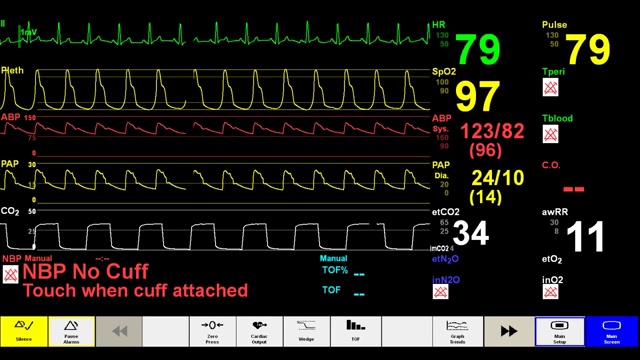 II
1mV
HR
130
50
79
Pulse
130
50
79
Pleth
SpO2
100
90
97
Tperi
ABP 150
75
0
ABP
Sys.
160
90
123/82
(96)
Tblood
PAP 30
15
0
PAP
Dia.
20
0
24/10
(14)
C.O.
--
CO2 50
25
0
etCO2
65
25
imCO2 4
34
awRR
30
8
11
NBP Manual --:--
NBP No Cuff
Touch when cuff attached
Manual
TOF% --
TOF --
etN2O
inN2O
etO2
inO2
Silence
Pause
Alarms
Zero
Press
Cardiac
Output
Wedge
TOF
Graph
Trends
Main
Setup
Main
Screen